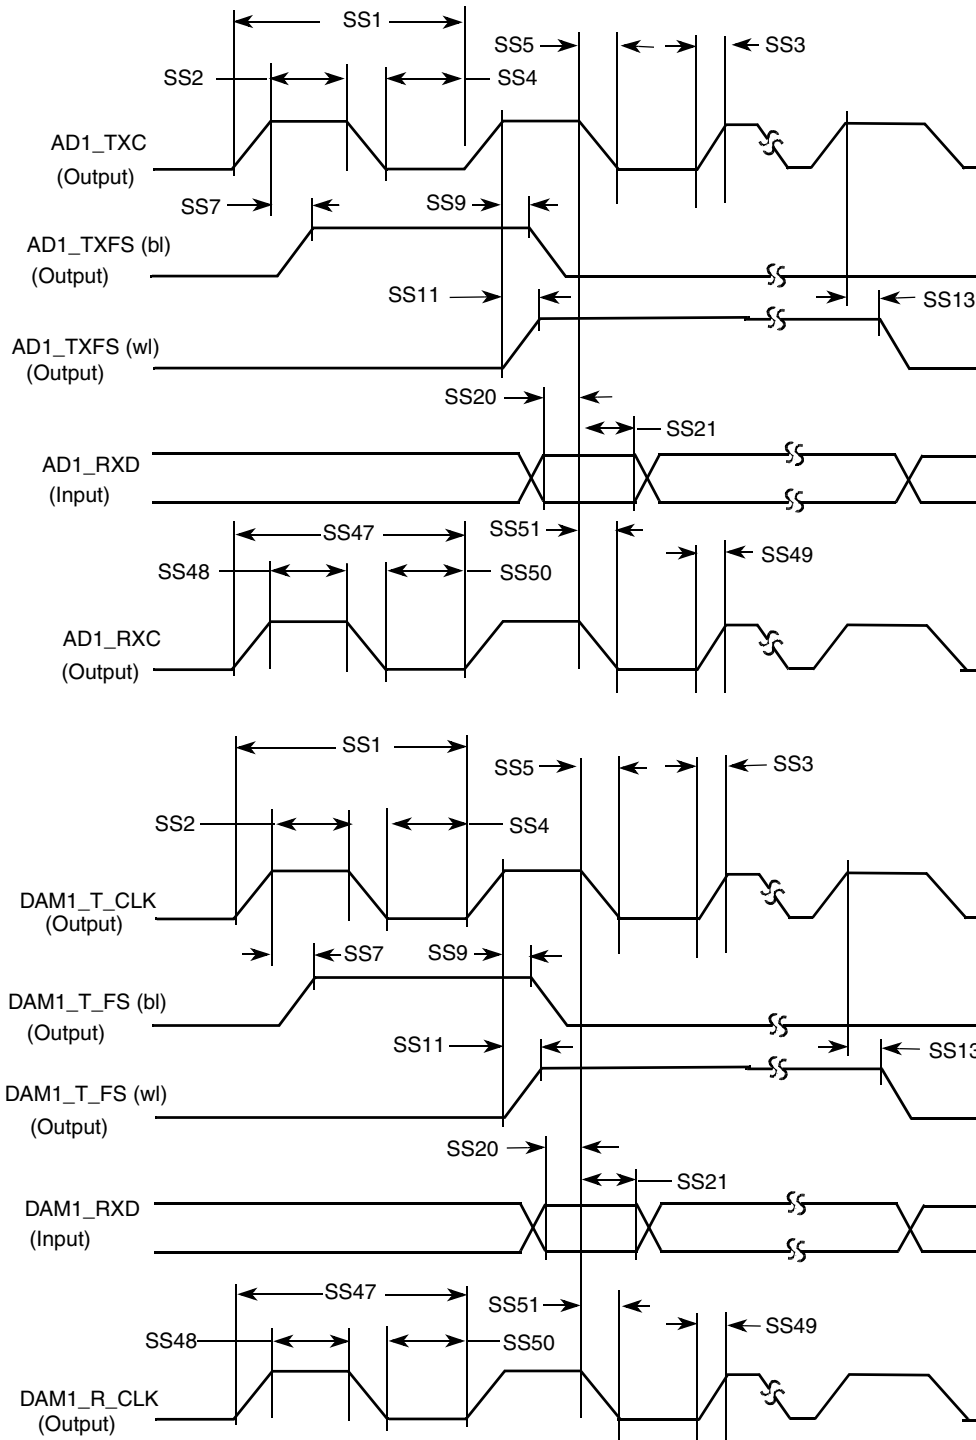 SS1
SS5
SS3
SS2
SS4
AD1_TXC
(Output)
SS7
SS9
AD1_TXFS (bl)
(Output)
SS11
SS13
AD1_TXFS (wl)
(Output)
SS20
SS21
AD1_RXD
(Input)
SS47
SS51
SS49
SS48
SS50
AD1_RXC
(Output)
SS1
SS5
SS3
SS2
SS4
DAM1_T_CLK
(Output)
SS7
SS9
DAM1_T_FS (bl)
(Output)
SS11
SS13
DAM1_T_FS (wl)
(Output)
SS20
SS21
DAM1_RXD
(Input)
SS47
SS51
SS49
SS48
SS50
DAM1_R_CLK
(Output)